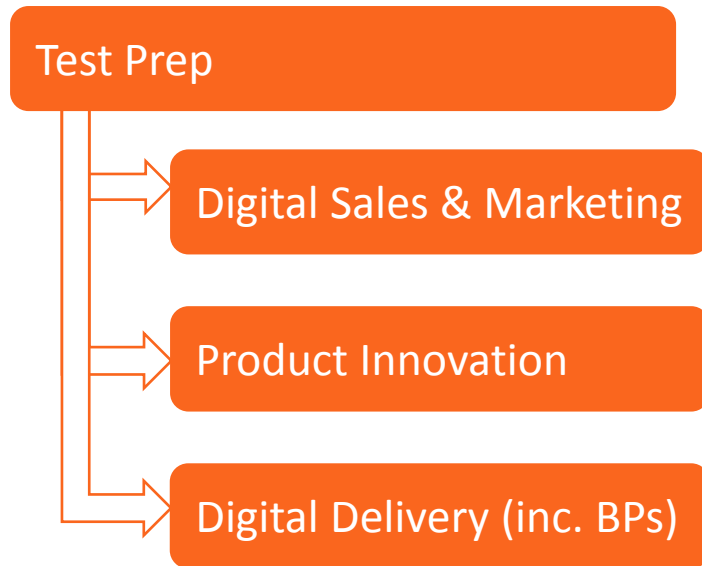 Test Prep
Digital Sales & Marketing
Product Innovation
Digital Delivery (inc. BPs)